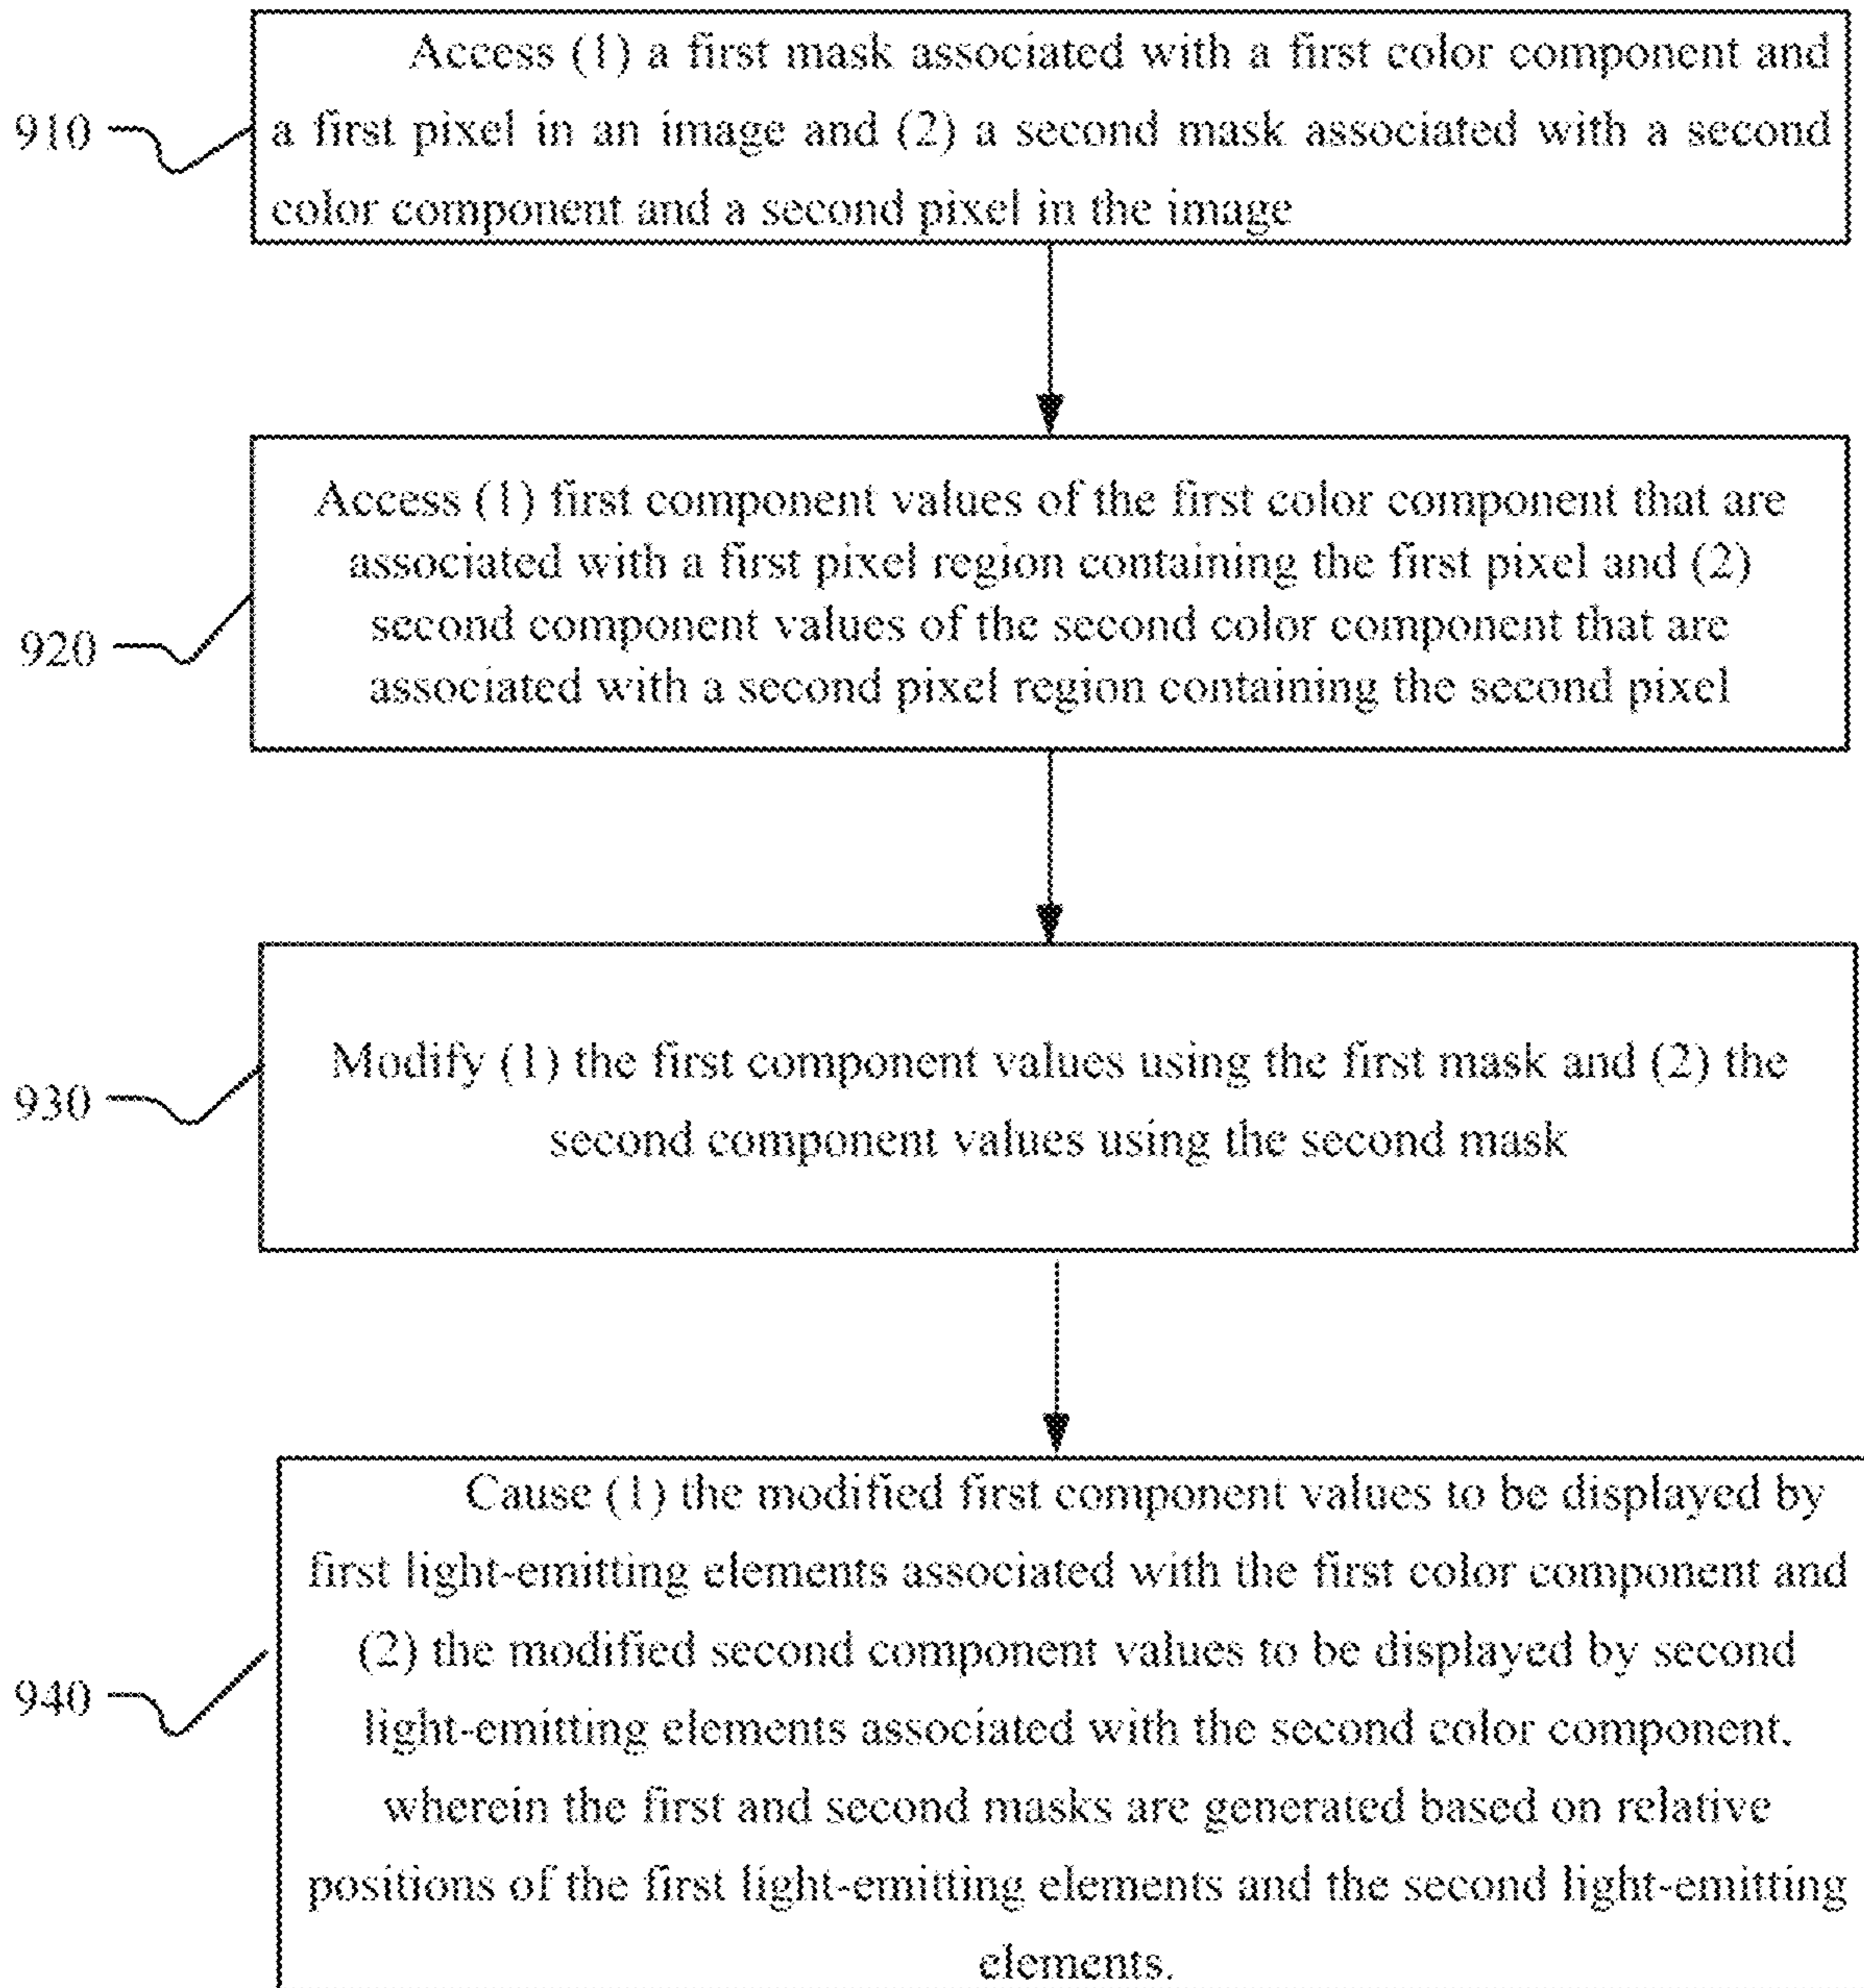 Access (1) a first mask associated with a first color component and
910
a first pixel in an image and (2) a second mask associated with a second
color component and a second pixel in the image
Access (1) first component values of the first color component that are
associated with a first pixel region containing the first pixel and (2)
second component values of the second color component that are
920
associated with a second pixel region containing the second pixel
Modify (1) the first component values using the first mask and (2) the
930
second component values using the second mask
Cause (1) the modified first component values to be displayed by
first light-emitting elements associated with the first color component and
(2) the modified second component values to be displayed by second
940
light-emitting elements associated with the second color component,
wherein the first and second masks are generated based on relative
positions of the first light-emitting elements and the second light-emitting
elements.